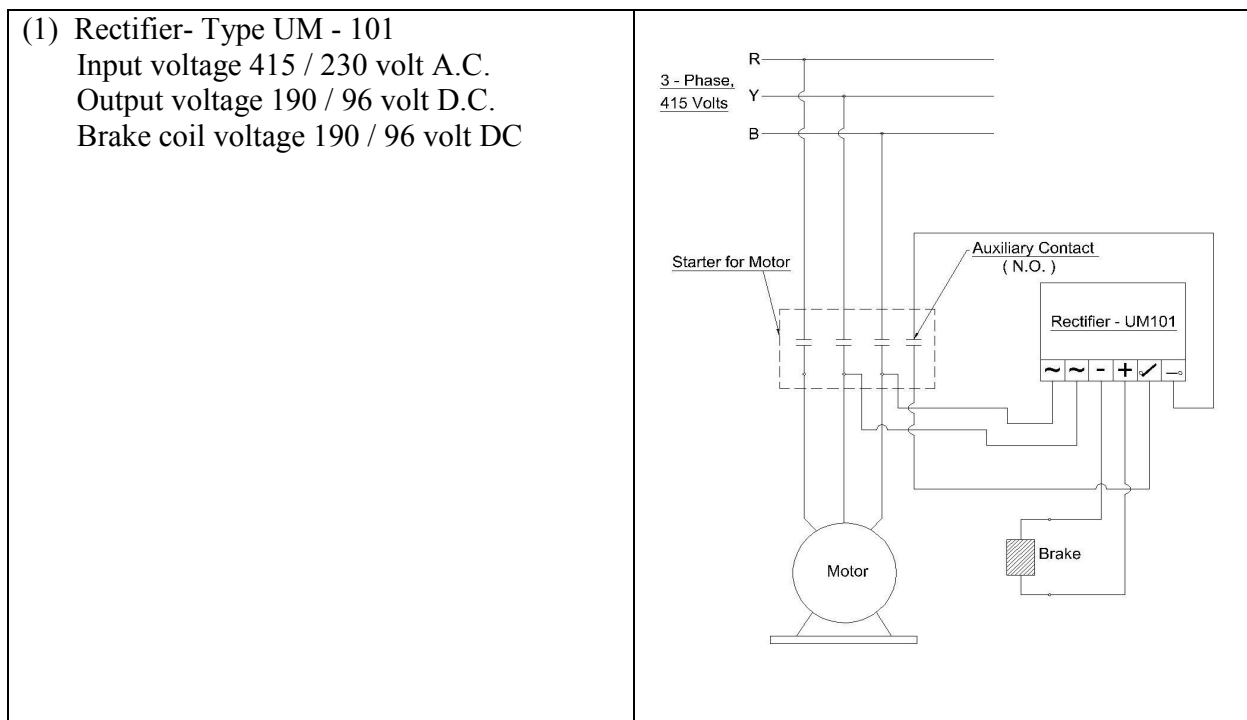 (1) Rectifier- Type UM - 101
Input voltage 415 / 230 volt A.C.
Output voltage 190 / 96 volt D.C.
Brake coil voltage 190 / 96 volt DC
R
3 - Phase,
415 Volts
Y
B
Starter for Motor
Auxiliary Contact
( N.O. )
Rectifier - UM101
~ ~ - +
Brake
Motor